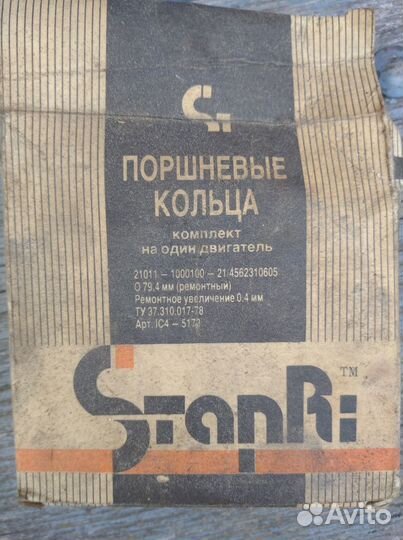 ПОРШНЕВЫЕ
КОЛЬЦА
КОМПЛЕКТ
НА ОДИН ДВИГАТЕЛЬ
21011 – 1000100 – 21 4562310605
O 79,4 мм (ремонтный)
Ремонтное увеличение 0.4 мм
ТУ 37.310.017-78
Арт. IC4 – 5173
StapRi ™
Avito